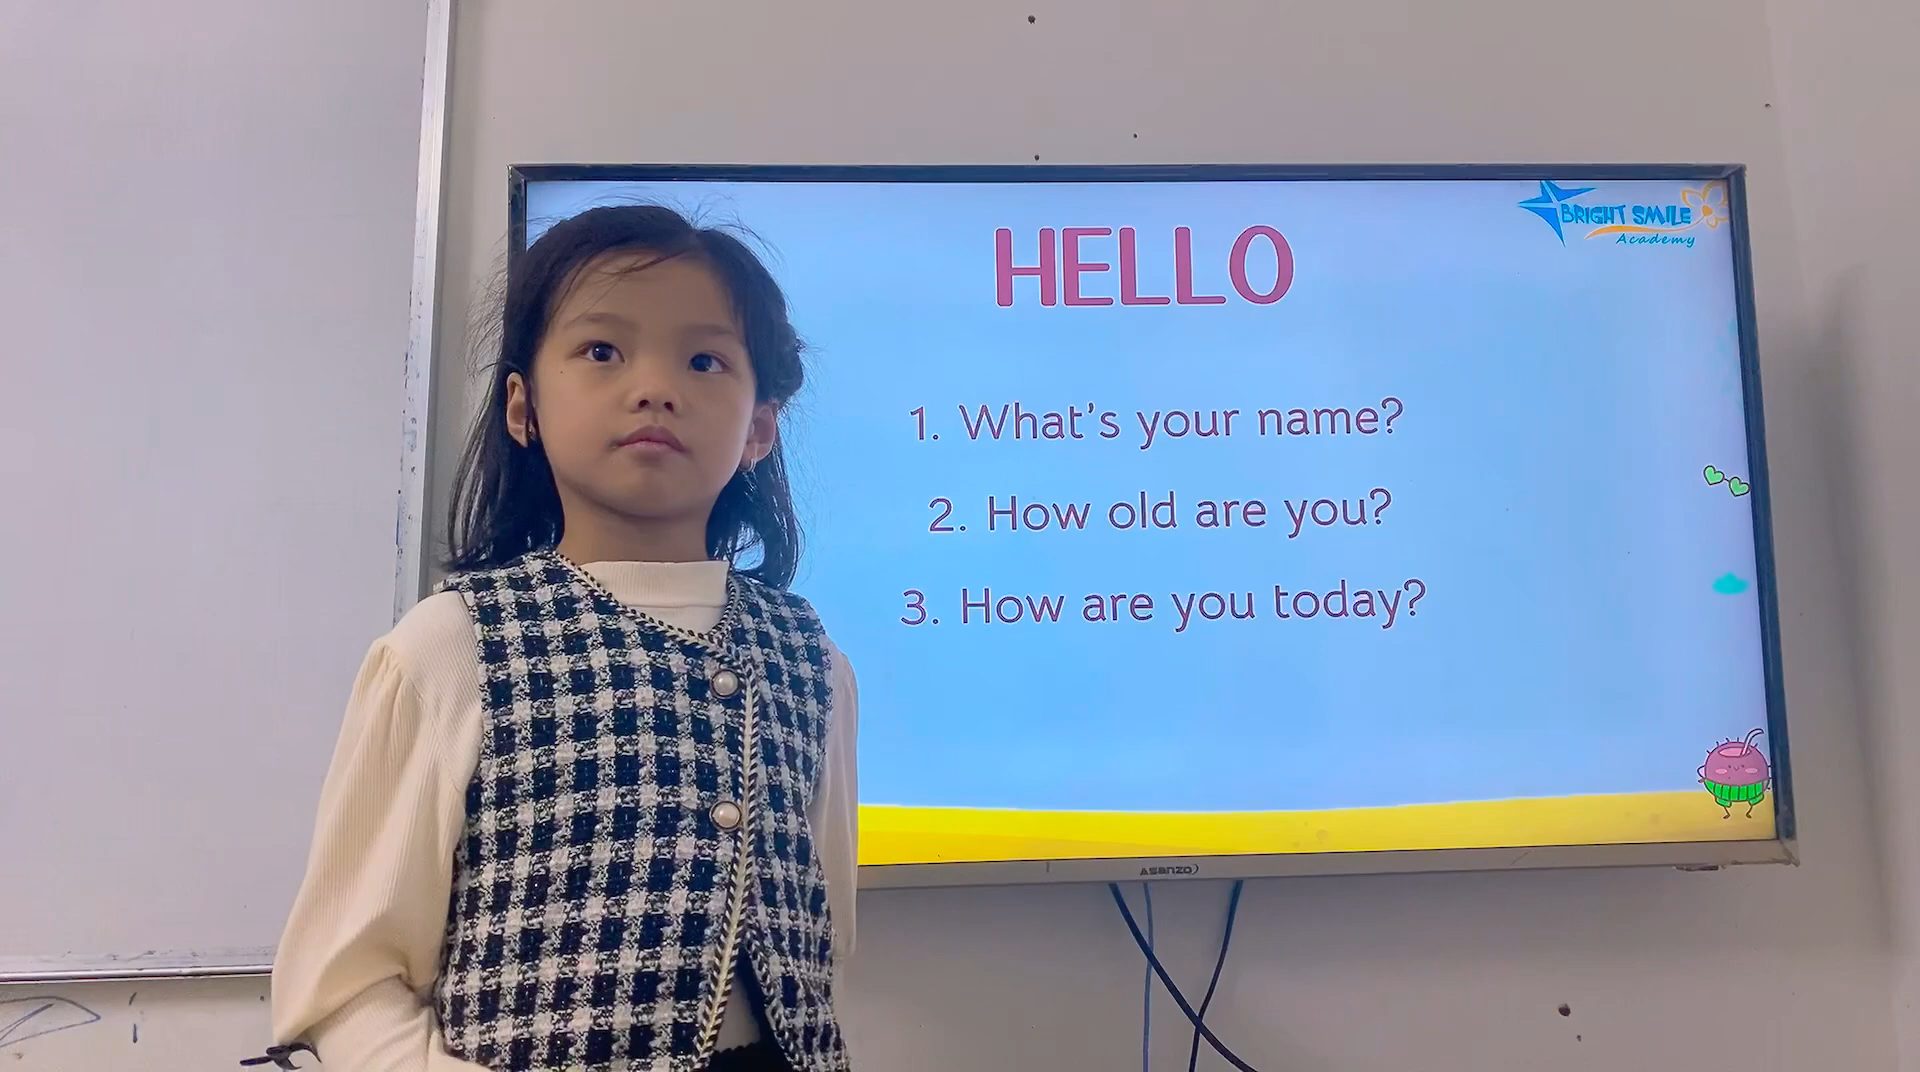 BRIGHT SMILE
Academy
HELLO
1. What's your name?
2. How old are you?
3. How are you today?
ASANZO